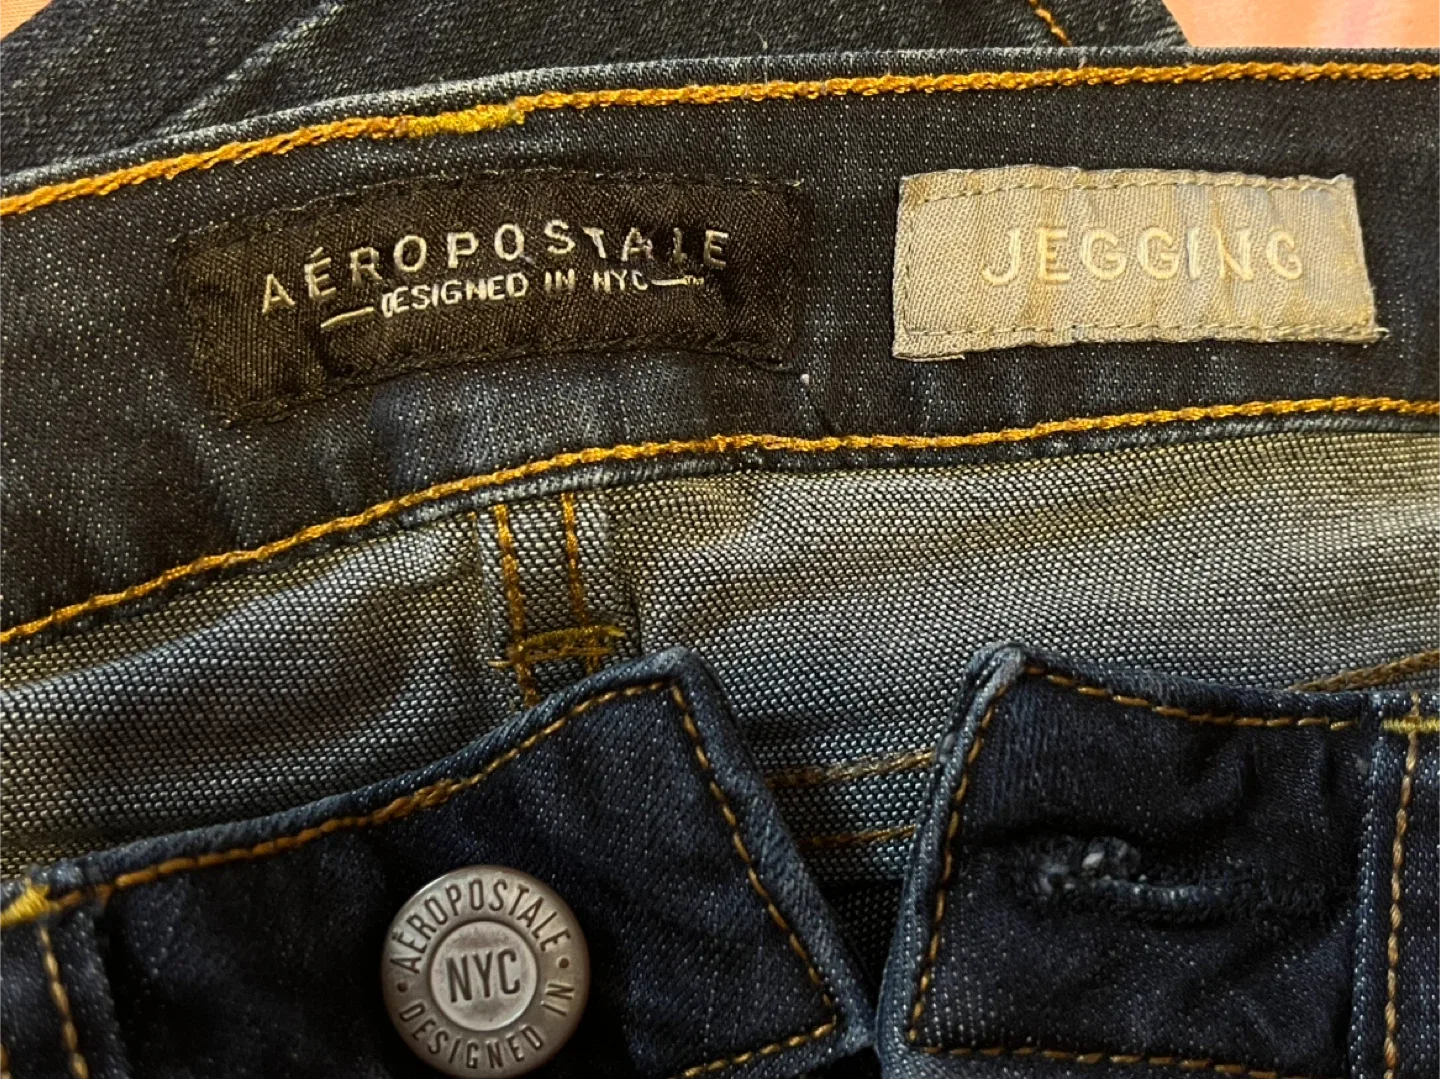 AÉROPOSTALE
DESIGNED IN NYC
JEGGING
AÉROPOSTALE
NYC
DESIGNED IN